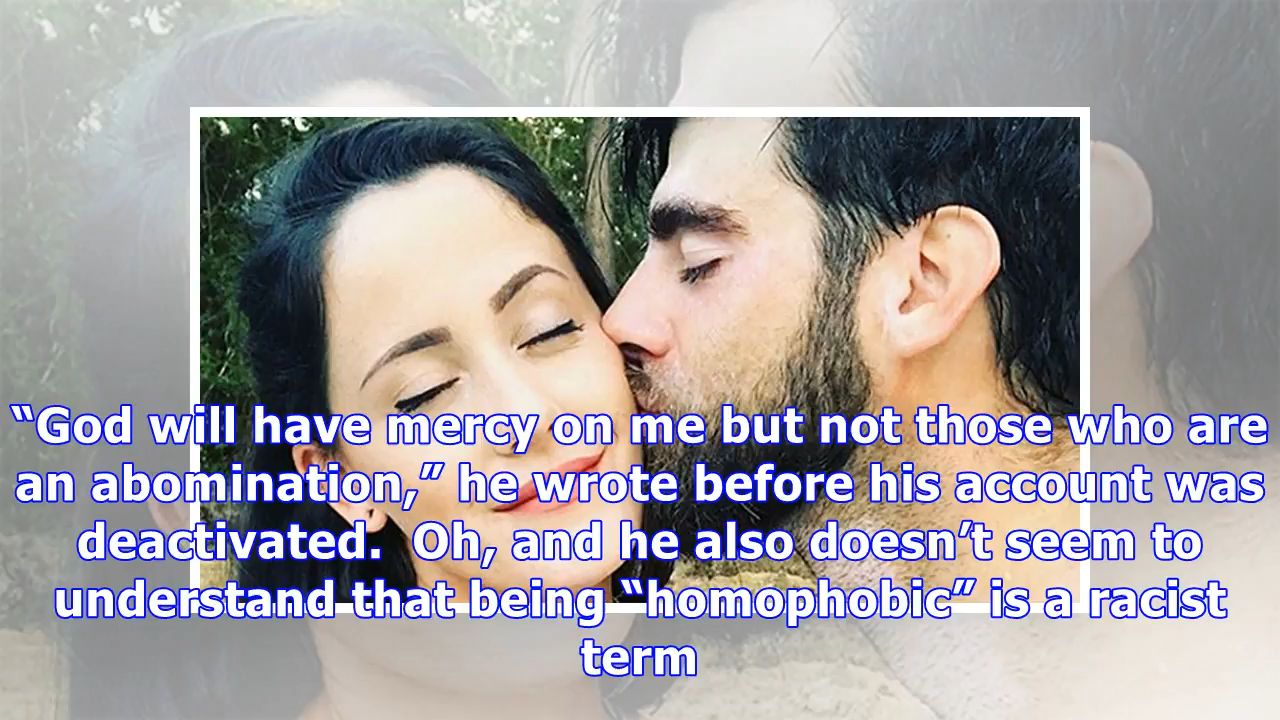 “God will have mercy on me but not those who are
an abomination,” he wrote before his account was
deactivated.  Oh, and he also doesn’t seem to
understand that being “homophobic” is a racist
term